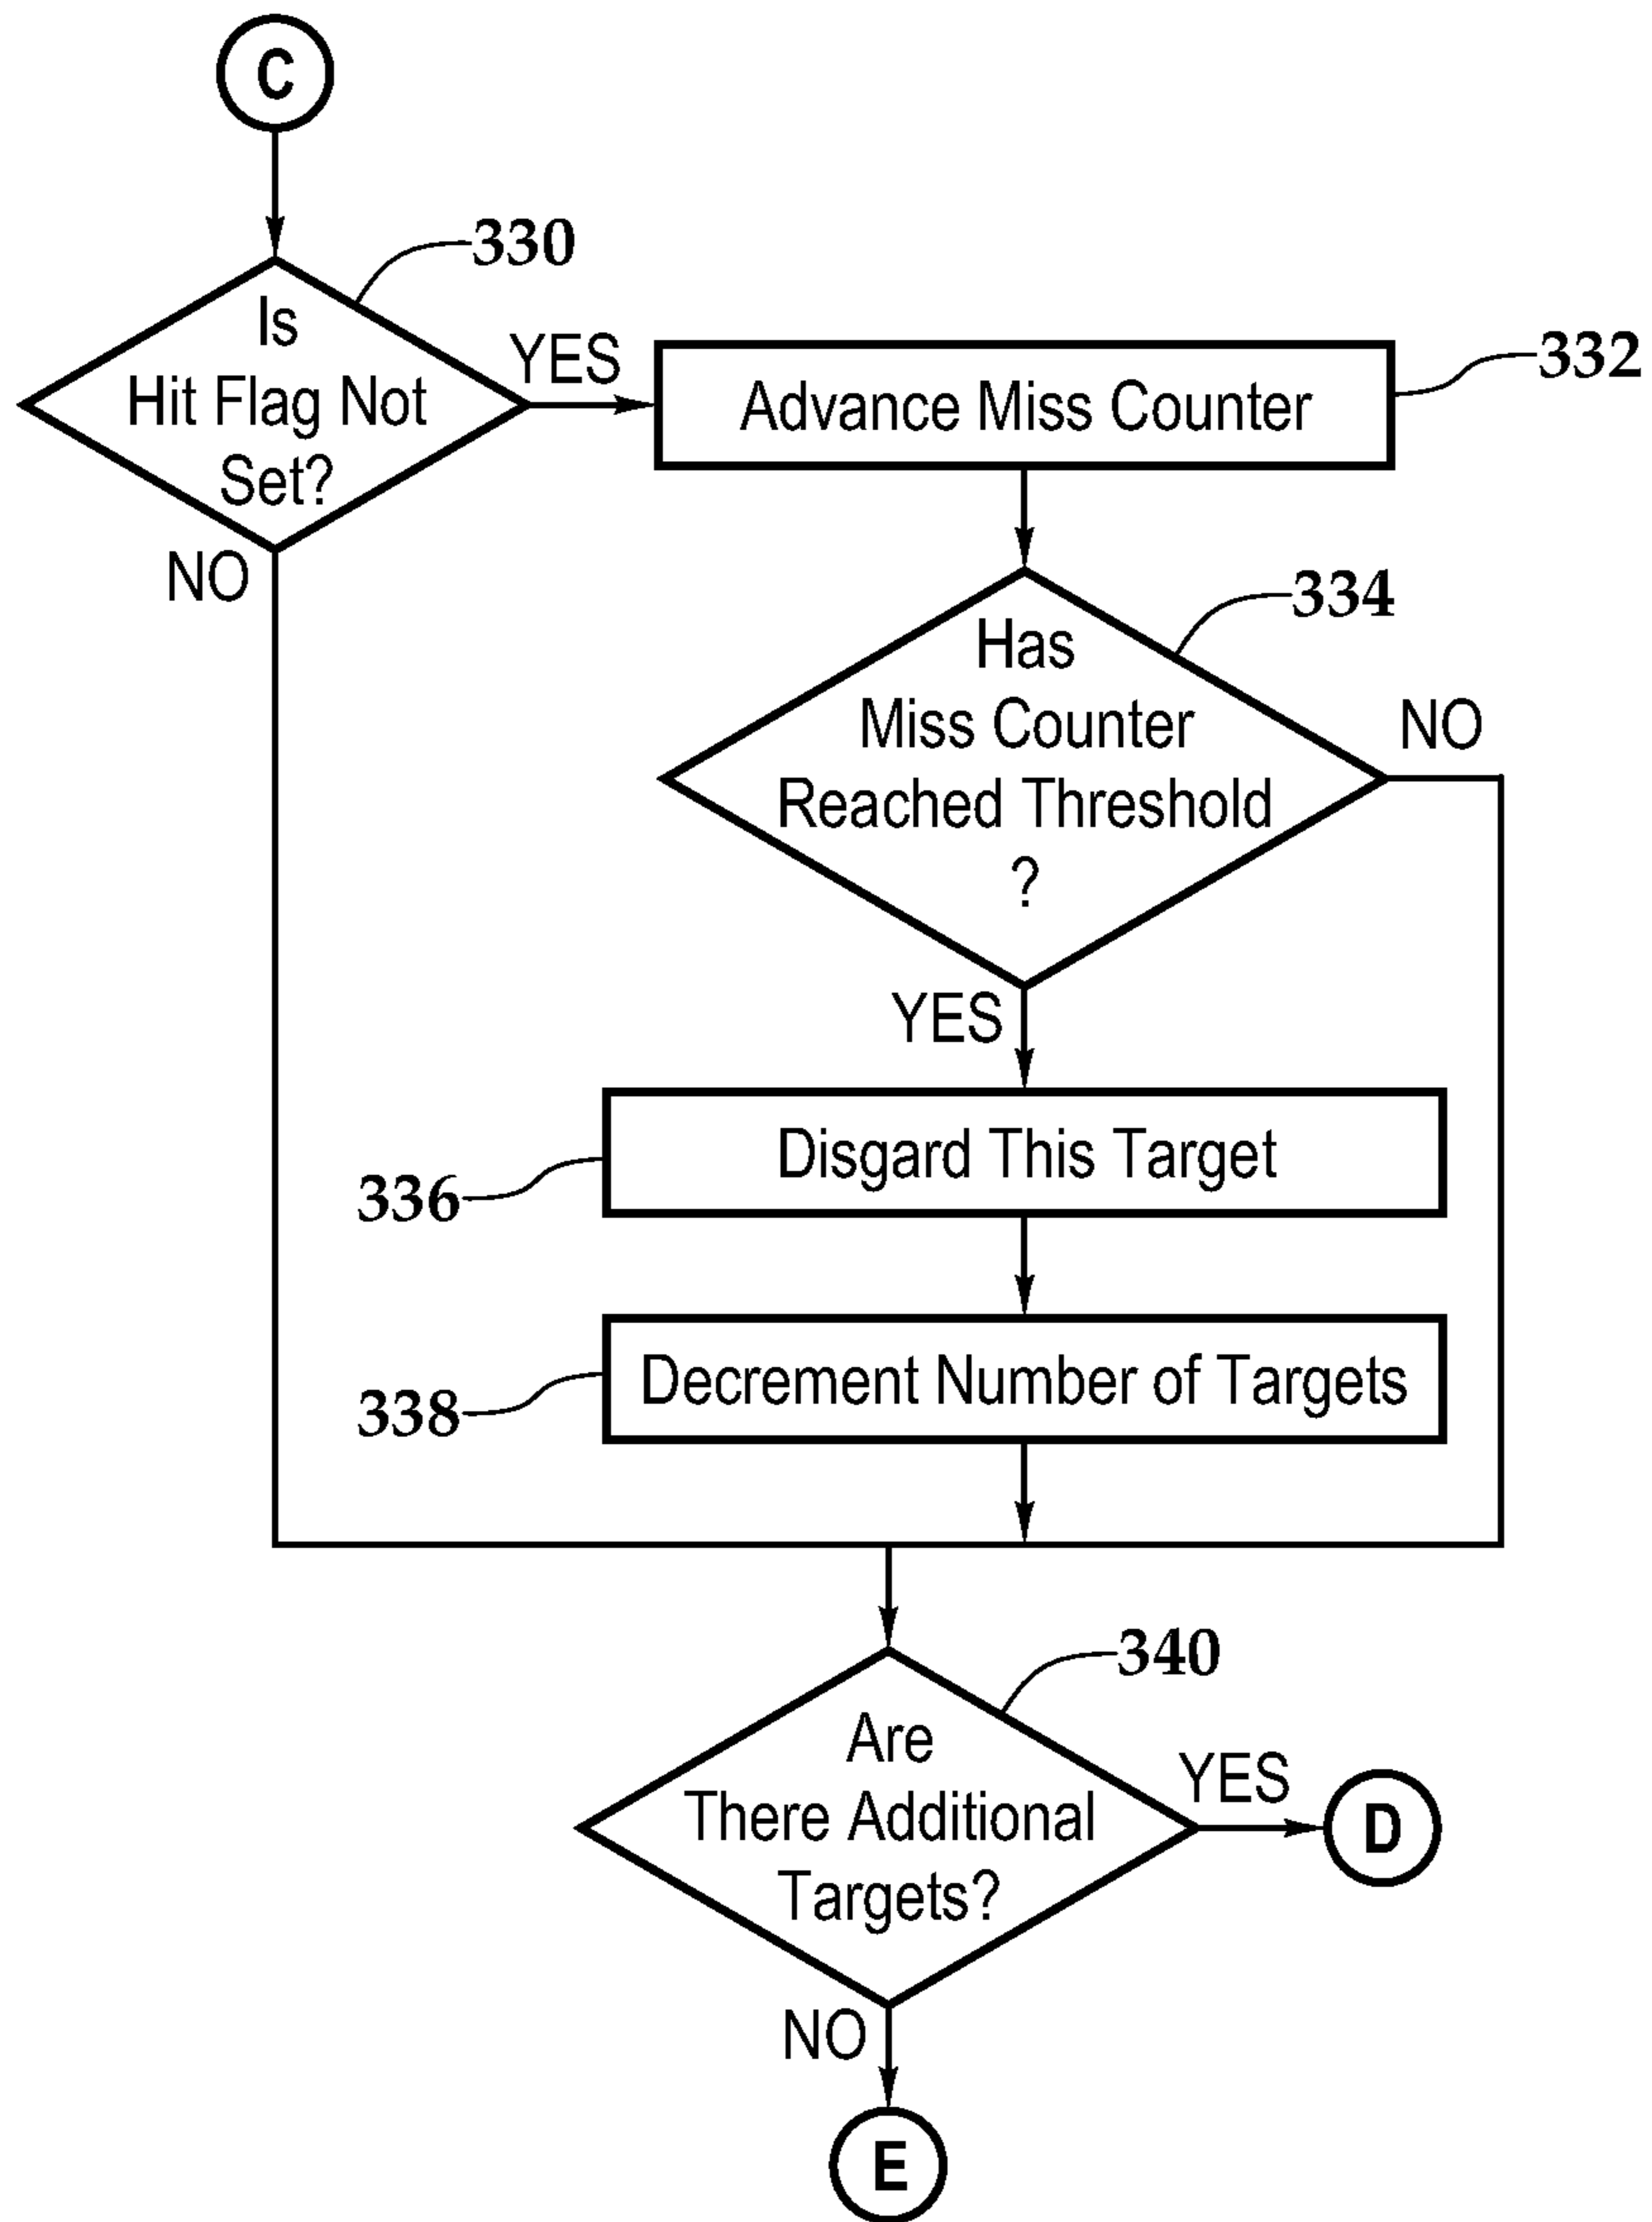 C
330
Is
Hit Flag Not
Set?
YES
NO
Advance Miss Counter
332
334
Has
Miss Counter
Reached Threshold
?
NO
YES
Disgard This Target
336
Decrement Number of Targets
338
340
Are
There Additional
Targets?
YES
D
NO
E